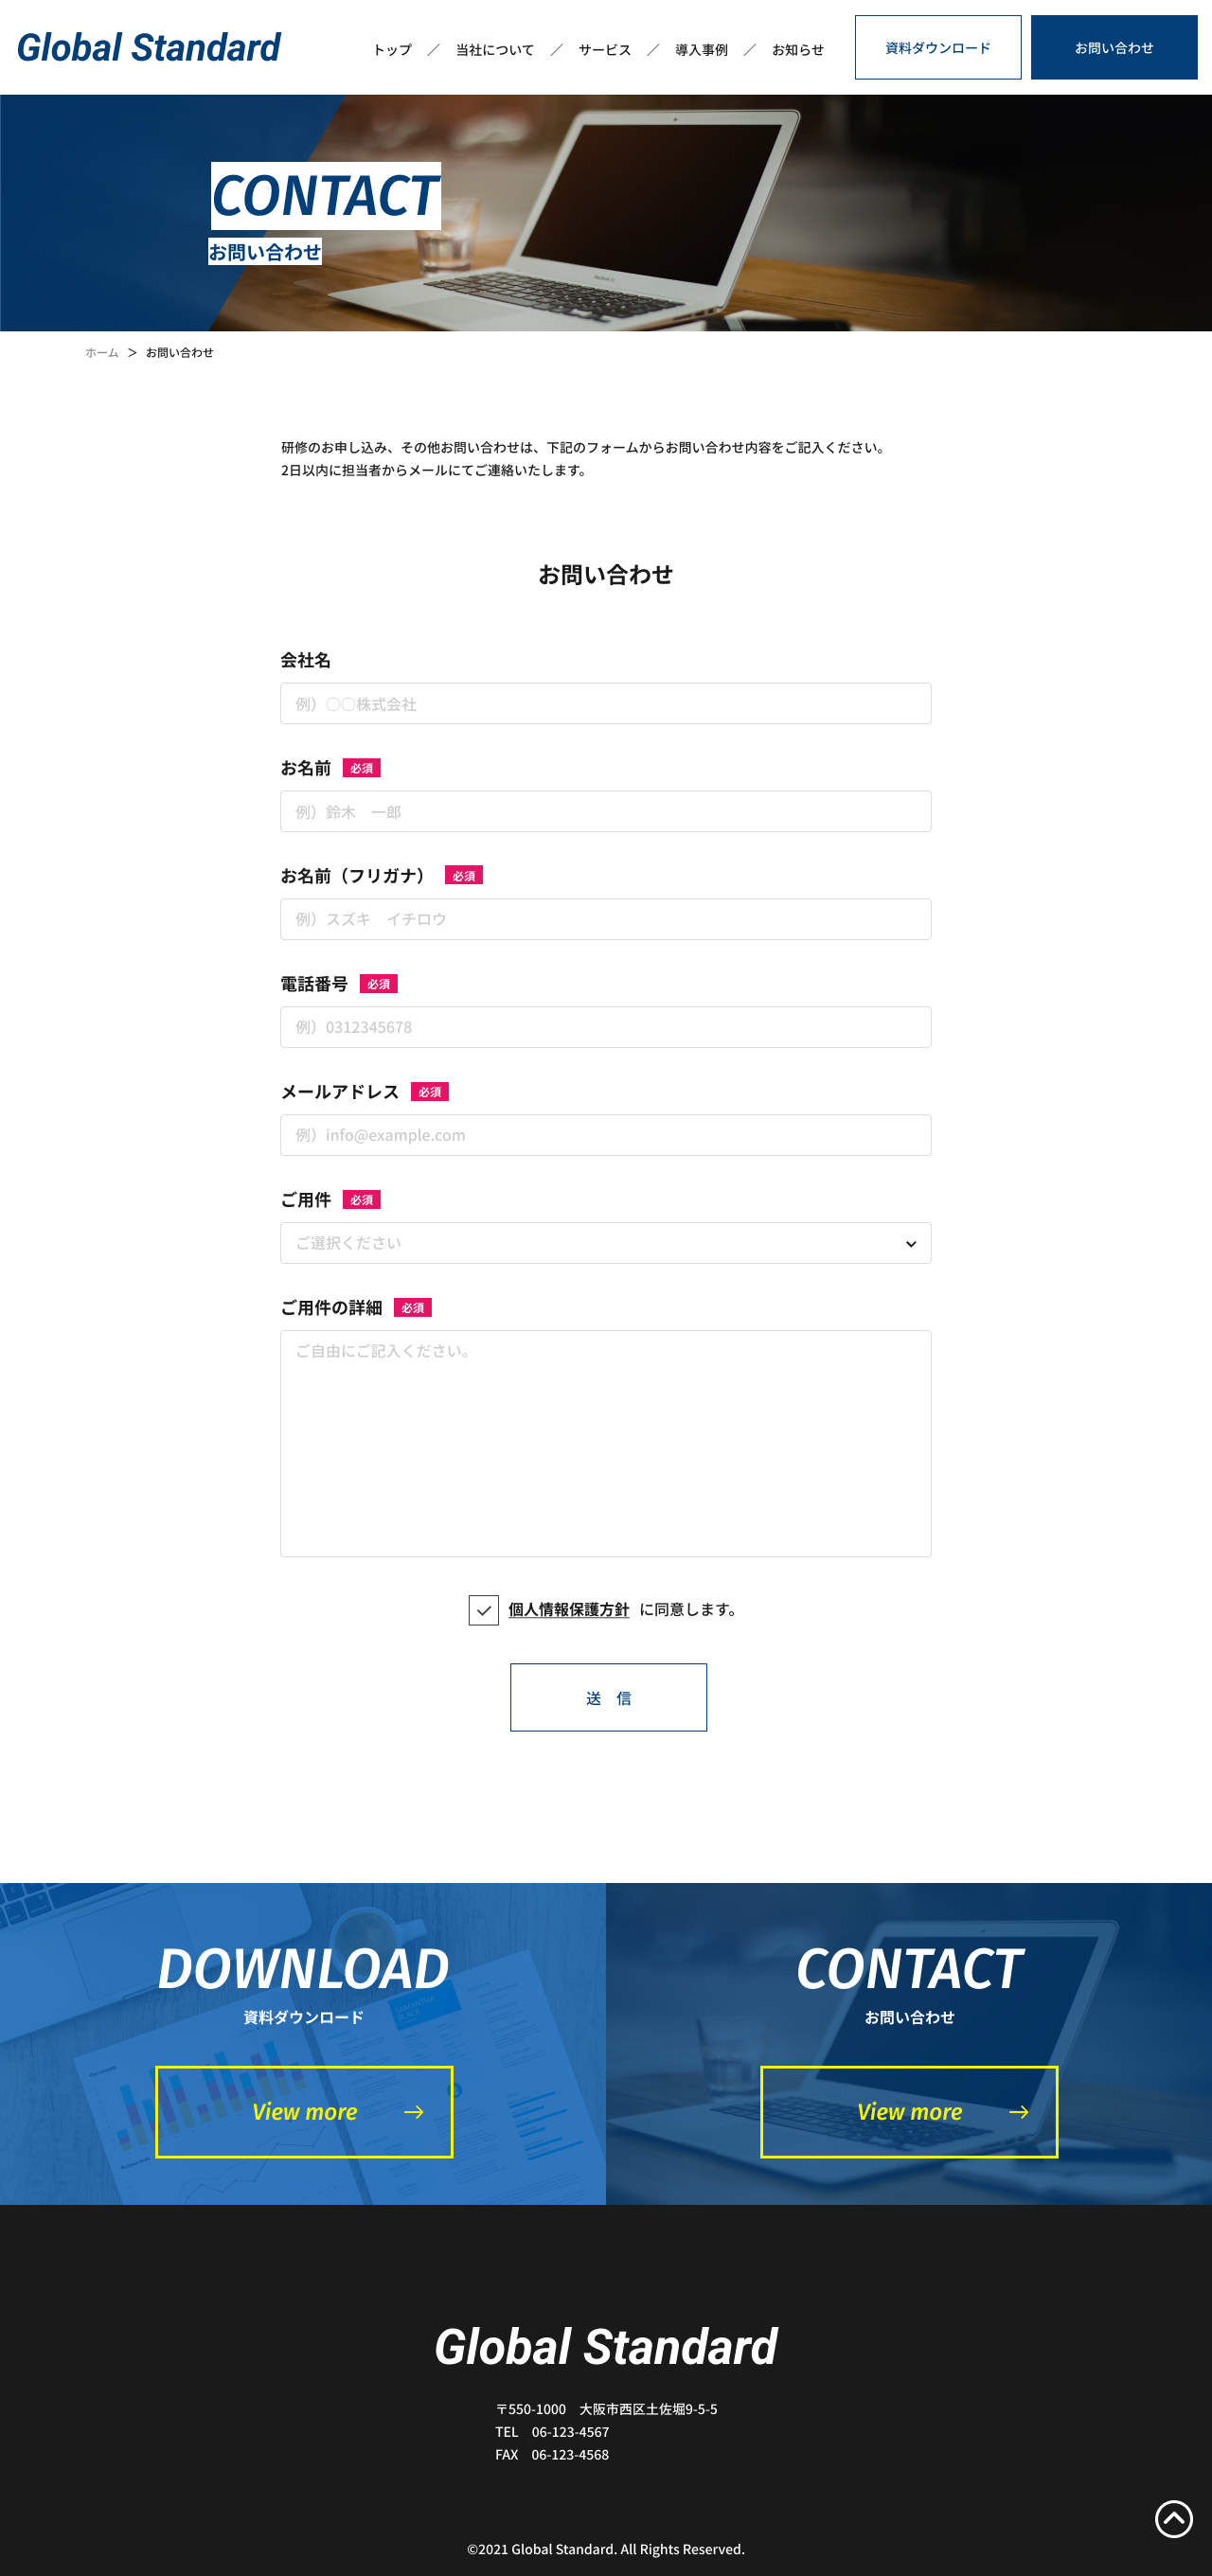 Global Standard
トップ ／ 当社について ／ サービス ／ 導入事例 ／ お知らせ
資料ダウンロード
お問い合わせ
CONTACT
お問い合わせ
ホーム ＞ お問い合わせ
研修のお申し込み、その他お問い合わせは、下記のフォームからお問い合わせ内容をご記入ください。
2日以内に担当者からメールにてご連絡いたします。
お問い合わせ
会社名
例）〇〇株式会社
お名前 必須
例）鈴木　一郎
お名前（フリガナ） 必須
例）スズキ　イチロウ
電話番号 必須
例）0312345678
メールアドレス 必須
例）info@example.com
ご用件 必須
ご選択ください
ご用件の詳細 必須
ご自由にご記入ください。
個人情報保護方針 に同意します。
送　信
DOWNLOAD
資料ダウンロード
View more
CONTACT
お問い合わせ
View more
Global Standard
〒550-1000　大阪市西区土佐堀9-5-5
TEL　06-123-4567
FAX　06-123-4568
©2021 Global Standard. All Rights Reserved.